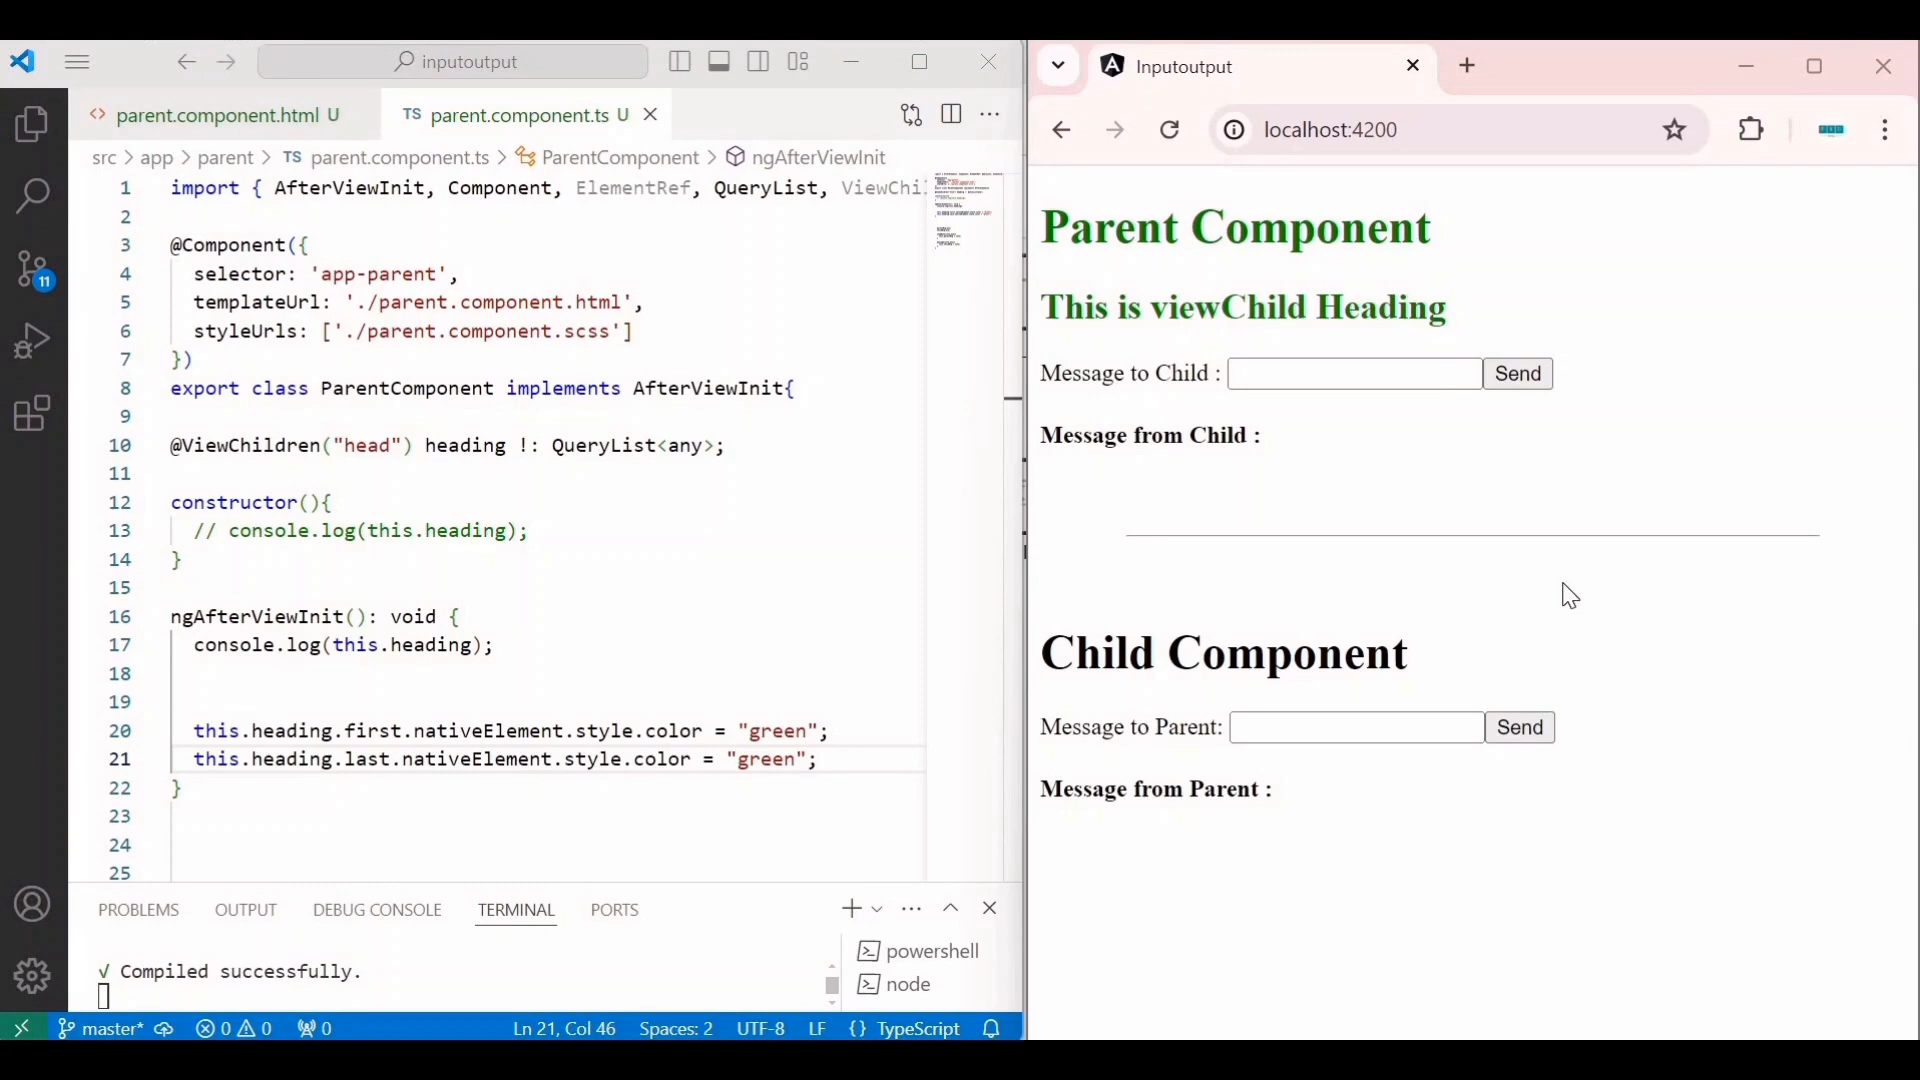 inputoutput
parent.component.html U
TS parent.component.ts U
src > app > parent > TS parent.component.ts > ParentComponent > ngAfterViewInit
1 import { AfterViewInit, Component, ElementRef, QueryList, ViewChi
2
3 @Component({
4 selector: 'app-parent',
5 templateUrl: './parent.component.html',
6 styleUrls: ['./parent.component.scss']
7 })
8 export class ParentComponent implements AfterViewInit{
9
10 @ViewChildren("head") heading !: QueryList<any>;
11
12 constructor(){
13 // console.log(this.heading);
14 }
15
16 ngAfterViewInit(): void {
17 console.log(this.heading);
18
19
20 this.heading.first.nativeElement.style.color = "green";
21 this.heading.last.nativeElement.style.color = "green";
22 }
23
24
25
11
PROBLEMS OUTPUT DEBUG CONSOLE TERMINAL PORTS
√ Compiled successfully.
powershell
node
master* 0 0 0 Ln 21, Col 46 Spaces: 2 UTF-8 LF {} TypeScript
Inputoutput
localhost:4200
Parent Component
This is viewChild Heading
Message to Child : Send
Message from Child :
Child Component
Message to Parent: Send
Message from Parent :